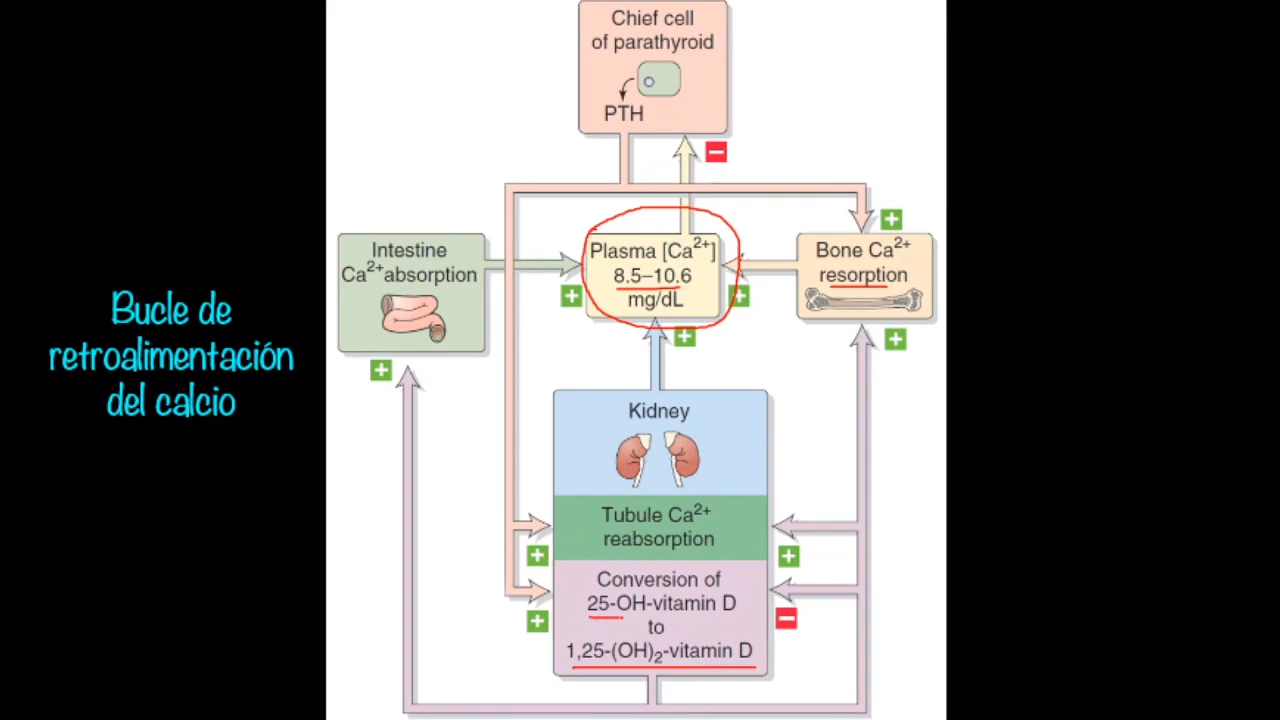 Bucle de
retroalimentación
del calcio
Chief cell
of parathyroid
PTH
−
+
Intestine
Ca²⁺absorption
Plasma [Ca²⁺]
8.5–10.6
mg/dL
Bone Ca²⁺
resorption
+
+
+
+
+
Kidney
Tubule Ca²⁺
reabsorption
+
+
Conversion of
25-OH-vitamin D
to
1,25-(OH)₂-vitamin D
+
−